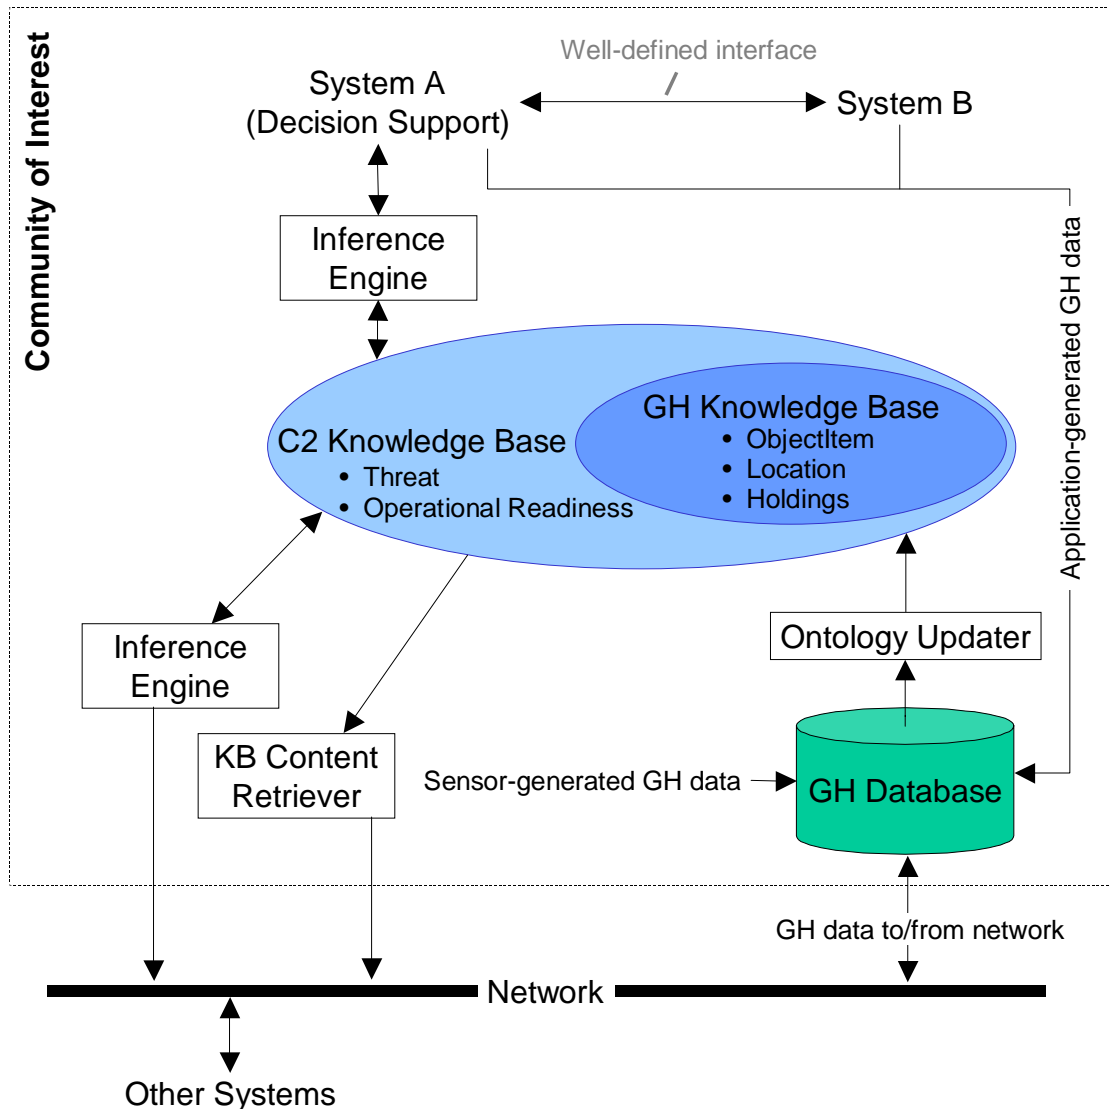 Community of Interest
Well-defined interface
System A
(Decision Support)
System B
Inference
Engine
Application-generated GH data
GH Knowledge Base
• ObjectItem
• Location
• Holdings
C2 Knowledge Base
• Threat
• Operational Readiness
Inference
Engine
Ontology Updater
KB Content
Retriever
Sensor-generated GH data
GH Database
GH data to/from network
Network
Other Systems